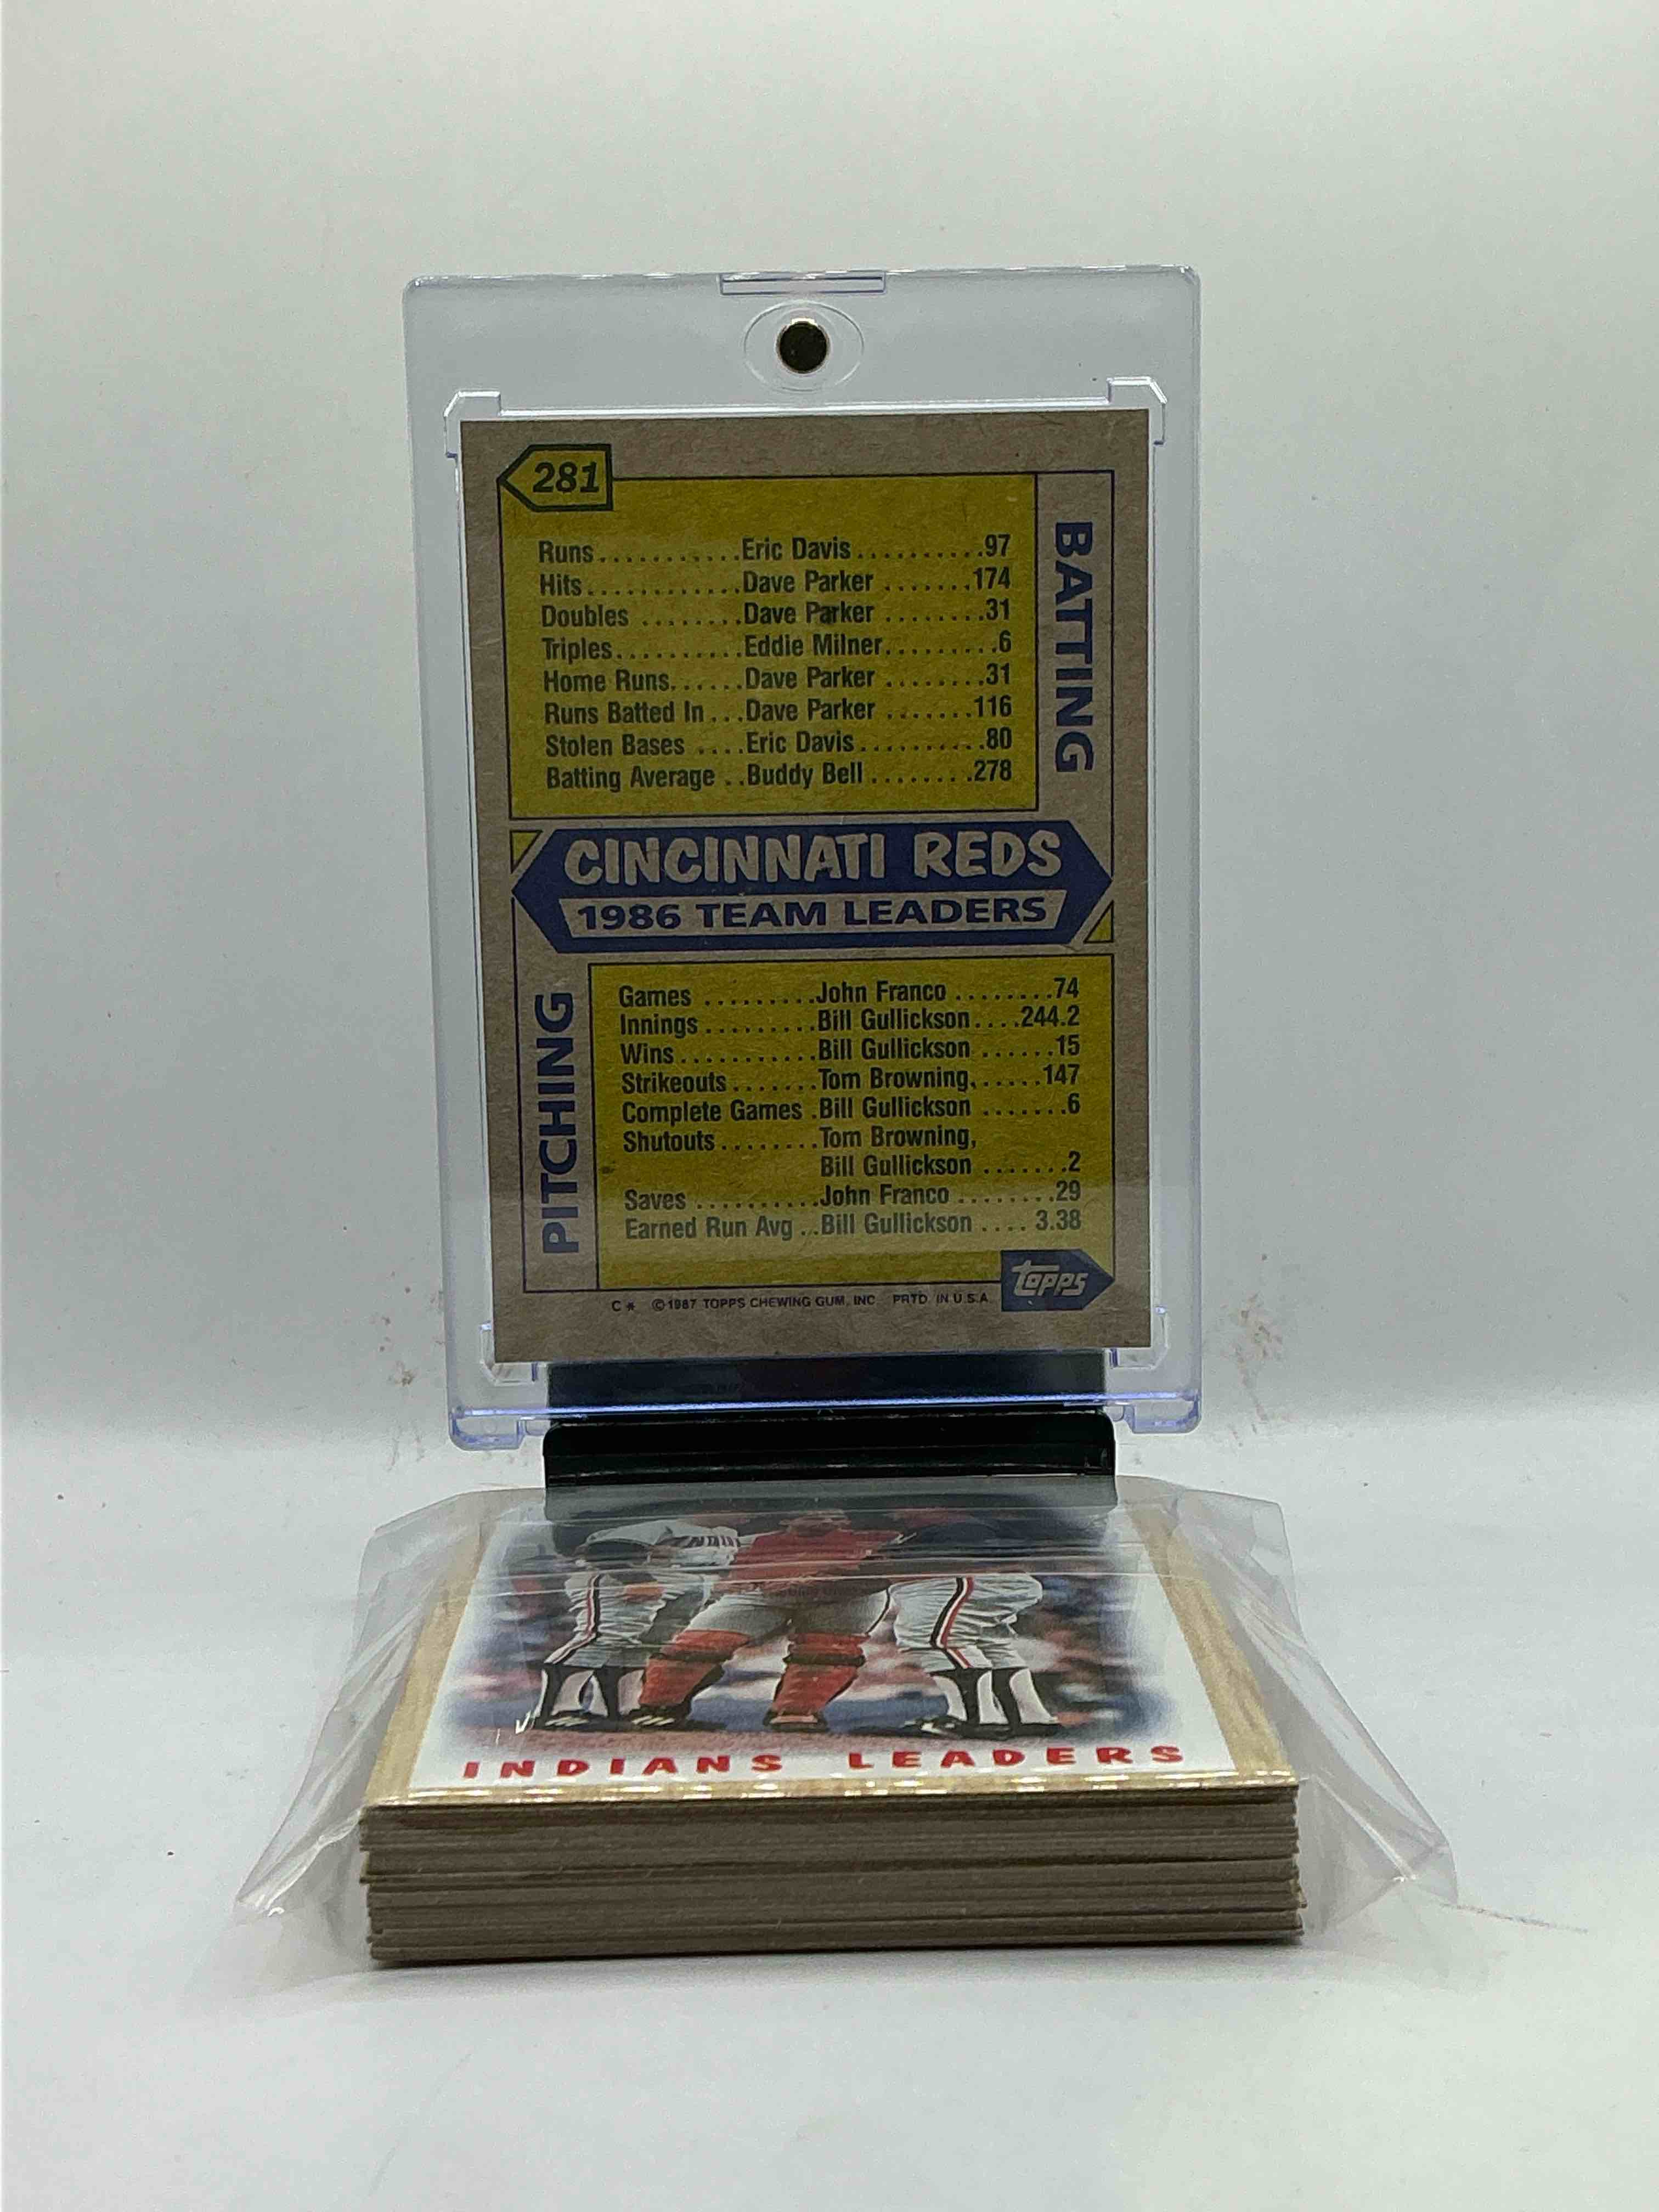 281
BATTING
Runs...........Eric Davis..........97
Hits............Dave Parker .......174
Doubles ........Dave Parker ........31
Triples..........Eddie Milner.........6
Home Runs......Dave Parker ........31
Runs Batted In...Dave Parker .......116
Stolen Bases ....Eric Davis..........80
Batting Average ..Buddy Bell ........278
CINCINNATI REDS
1986 TEAM LEADERS
PITCHING
Games .........John Franco ........74
Innings.........Bill Gullickson....244.2
Wins...........Bill Gullickson ......15
Strikeouts.......Tom Browning......147
Complete Games .Bill Gullickson .......6
Shutouts........Tom Browning,
Bill Gullickson .......2
Saves ..........John Franco ........29
Earned Run Avg ..Bill Gullickson .... 3.38
topps
C* ©1987 TOPPS CHEWING GUM, INC. PRTD. IN U.S.A.
INDIANS LEADERS